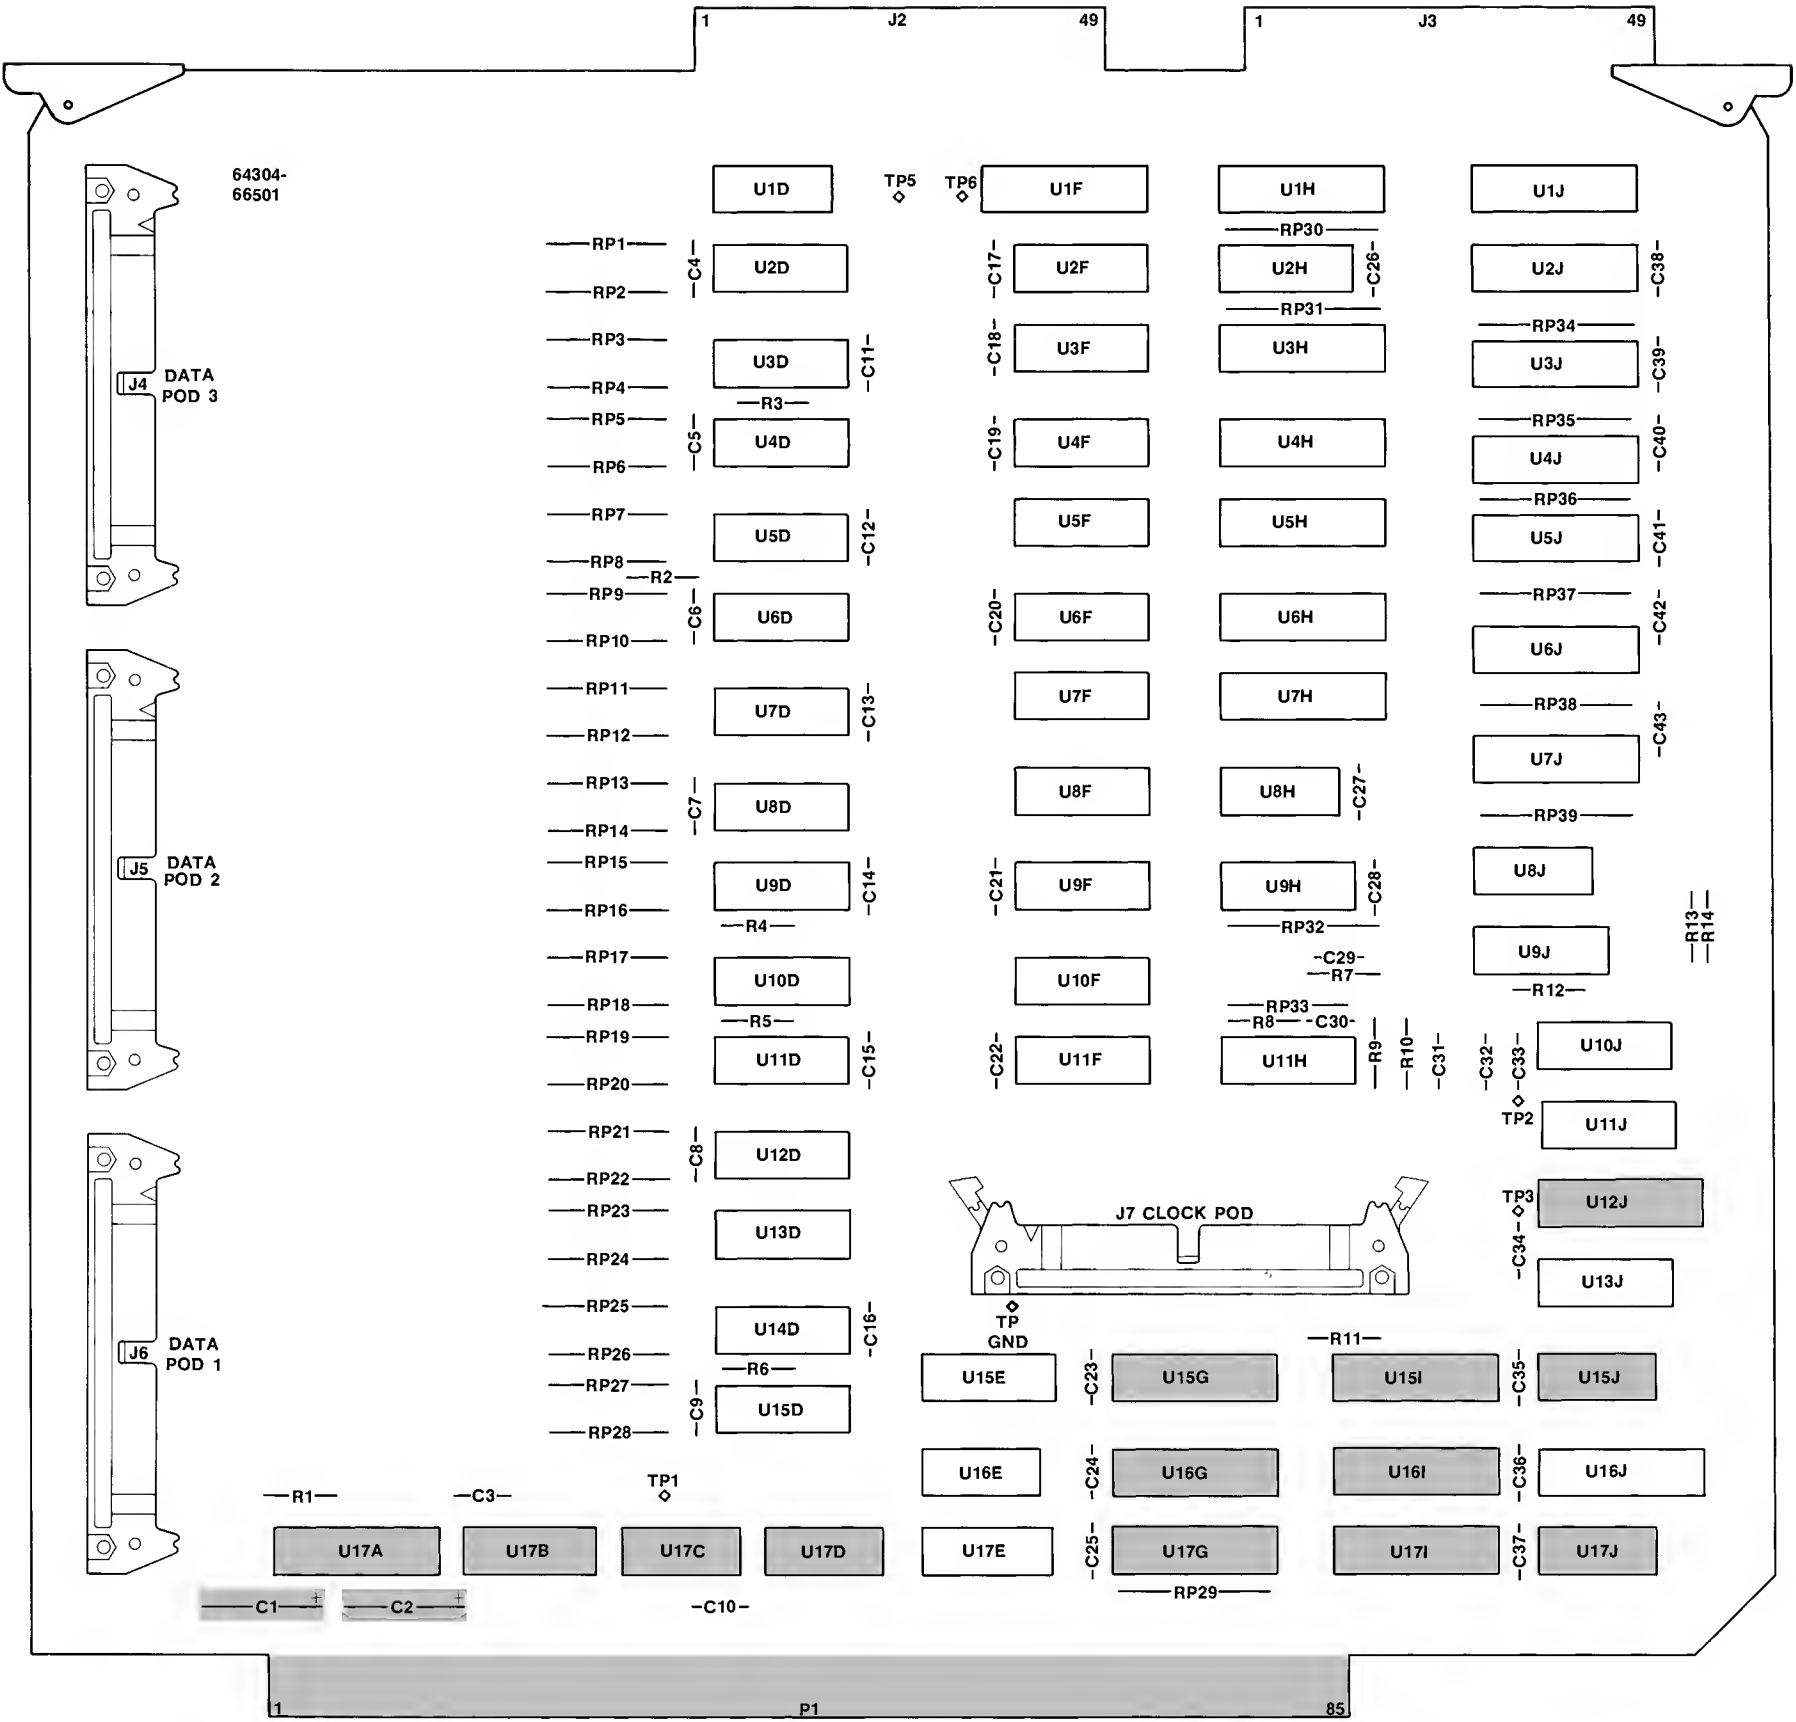 1 J2 49
1 J3 49
64304-
66501
U1D
TP5
TP6
U1F
U1H
U1J
RP1
RP30
C4
U2D
C17
U2F
U2H
C26
U2J
C38
RP2
RP31
RP3
C18
U3F
U3H
RP34
U3D
C11
U3J
C39
J4
DATA
POD 3
RP4
R3
RP5
RP35
C5
U4D
C19
U4F
U4H
U4J
C40
RP6
RP36
RP7
U5D
C12
U5F
U5H
U5J
C41
RP8
R2
RP9
RP37
C6
U6D
C20
U6F
U6H
C42
RP10
U6J
RP11
U7D
C13
U7F
U7H
RP38
RP12
C43
U7J
RP13
C7
U8D
U8F
U8H
C27
RP14
RP39
RP15
J5
DATA
POD 2
U9D
C14
C21
U9F
U9H
C28
U8J
RP16
R4
RP32
R13
R14
RP17
C29
R7
U9J
U10D
U10F
R12
RP18
RP33
R5
R8
C30
RP19
U11D
C15
C22
U11F
U11H
R9
R10
C31
C32
C33
U10J
RP20
TP2
U11J
RP21
C8
U12D
RP22
TP3
U12J
RP23
J7 CLOCK POD
U13D
C34
RP24
U13J
RP25
TP
GND
U14D
C16
R11
J6
DATA
POD 1
RP26
R6
RP27
U15E
C23
U15G
U15I
C35
U15J
C9
U15D
RP28
U16E
C24
U16G
U16I
C36
U16J
TP1
R1
C3
U17A
U17B
U17C
U17D
U17E
C25
U17G
U17I
C37
U17J
RP29
C1 +
C2 +
C10
1 P1 85